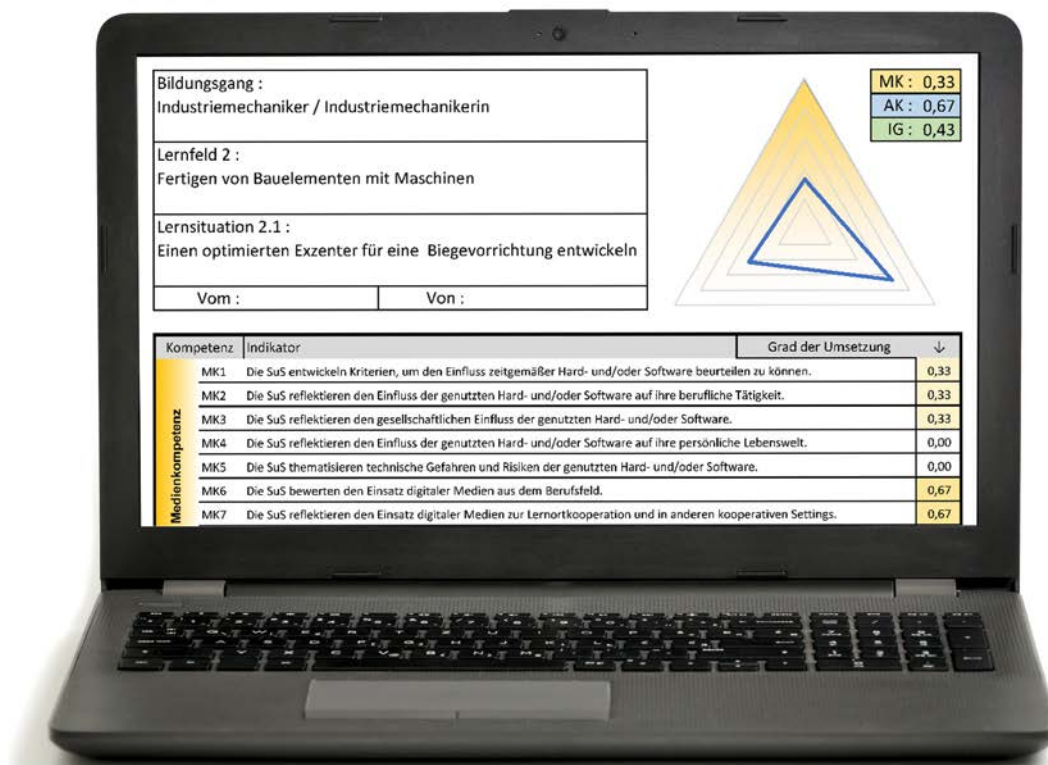 Bildungsgang :
Industriemechaniker / Industriemechanikerin
Lernfeld 2 :
Fertigen von Bauelementen mit Maschinen
Lernsituation 2.1 :
Einen optimierten Exzenter für eine Biegevorrichtung entwickeln
Vom : Von :
MK : 0,33
AK : 0,67
IG : 0,43
Kompetenz Indikator Grad der Umsetzung ↓
Medienkompetenz
MK1 Die SuS entwickeln Kriterien, um den Einfluss zeitgemäßer Hard- und/oder Software beurteilen zu können. 0,33
MK2 Die SuS reflektieren den Einfluss der genutzten Hard- und/oder Software auf ihre berufliche Tätigkeit. 0,33
MK3 Die SuS reflektieren den gesellschaftlichen Einfluss der genutzten Hard- und/oder Software. 0,33
MK4 Die SuS reflektieren den Einfluss der genutzten Hard- und/oder Software auf ihre persönliche Lebenswelt. 0,00
MK5 Die SuS thematisieren technische Gefahren und Risiken der genutzten Hard- und/oder Software. 0,00
MK6 Die SuS bewerten den Einsatz digitaler Medien aus dem Berufsfeld. 0,67
MK7 Die SuS reflektieren den Einsatz digitaler Medien zur Lernortkooperation und in anderen kooperativen Settings. 0,67